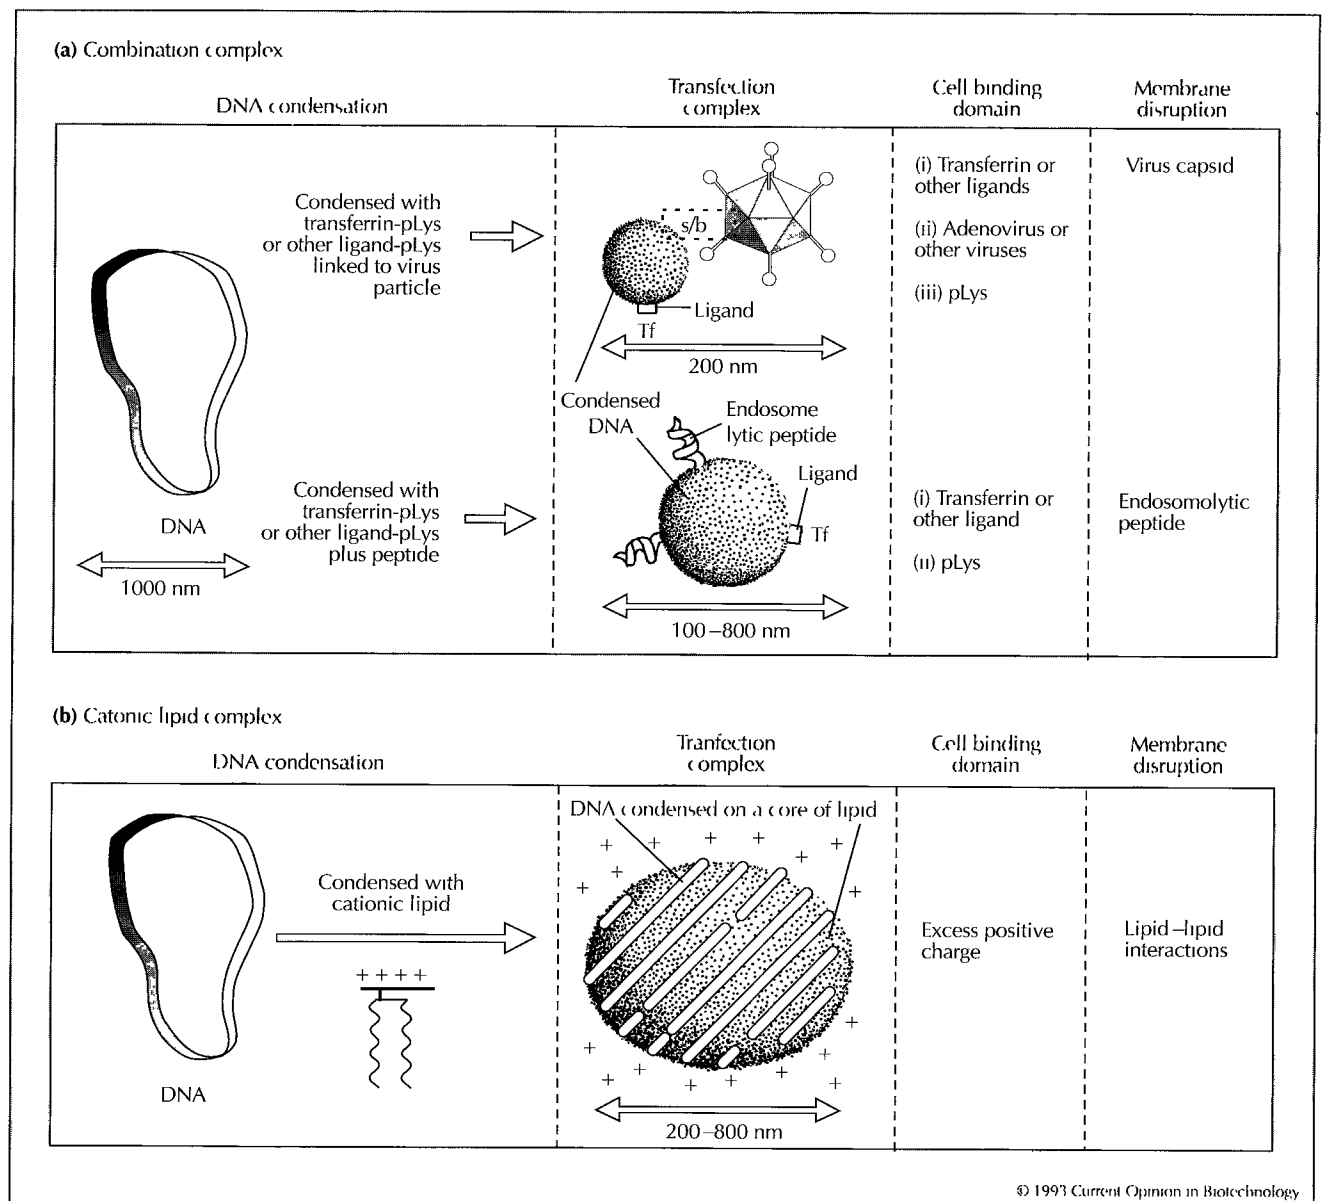 (a) Combination complex
DNA condensation
Transfection
complex
Cell binding
domain
Membrane
disruption
Condensed with
transferrin-pLys
or other ligand-pLys
linked to virus
particle
s/b
Ligand
Tf
200 nm
(i) Transferrin or
other ligands
(ii) Adenovirus or
other viruses
(iii) pLys
Virus capsid
DNA
1000 nm
Condensed with
transferrin-pLys
or other ligand-pLys
plus peptide
Condensed
DNA
Endosome
lytic peptide
Ligand
Tf
100–800 nm
(i) Transferrin or
other ligand
(ii) pLys
Endosomolytic
peptide
(b) Catonic lipid complex
DNA condensation
Tranfection
complex
Cell binding
domain
Membrane
disruption
DNA
Condensed with
cationic lipid
+ + + +
DNA condensed on a core of lipid
200–800 nm
Excess positive
charge
Lipid–lipid
interactions
© 1993 Current Opinion in Biotechnology